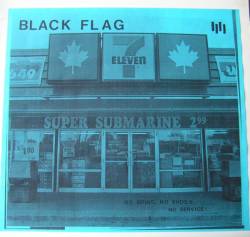 BLACK FLAG
7
ELEVEN
SUPER SUBMARINE 2.99
NO SHIRT, NO SHOES,
NO SERVICE!